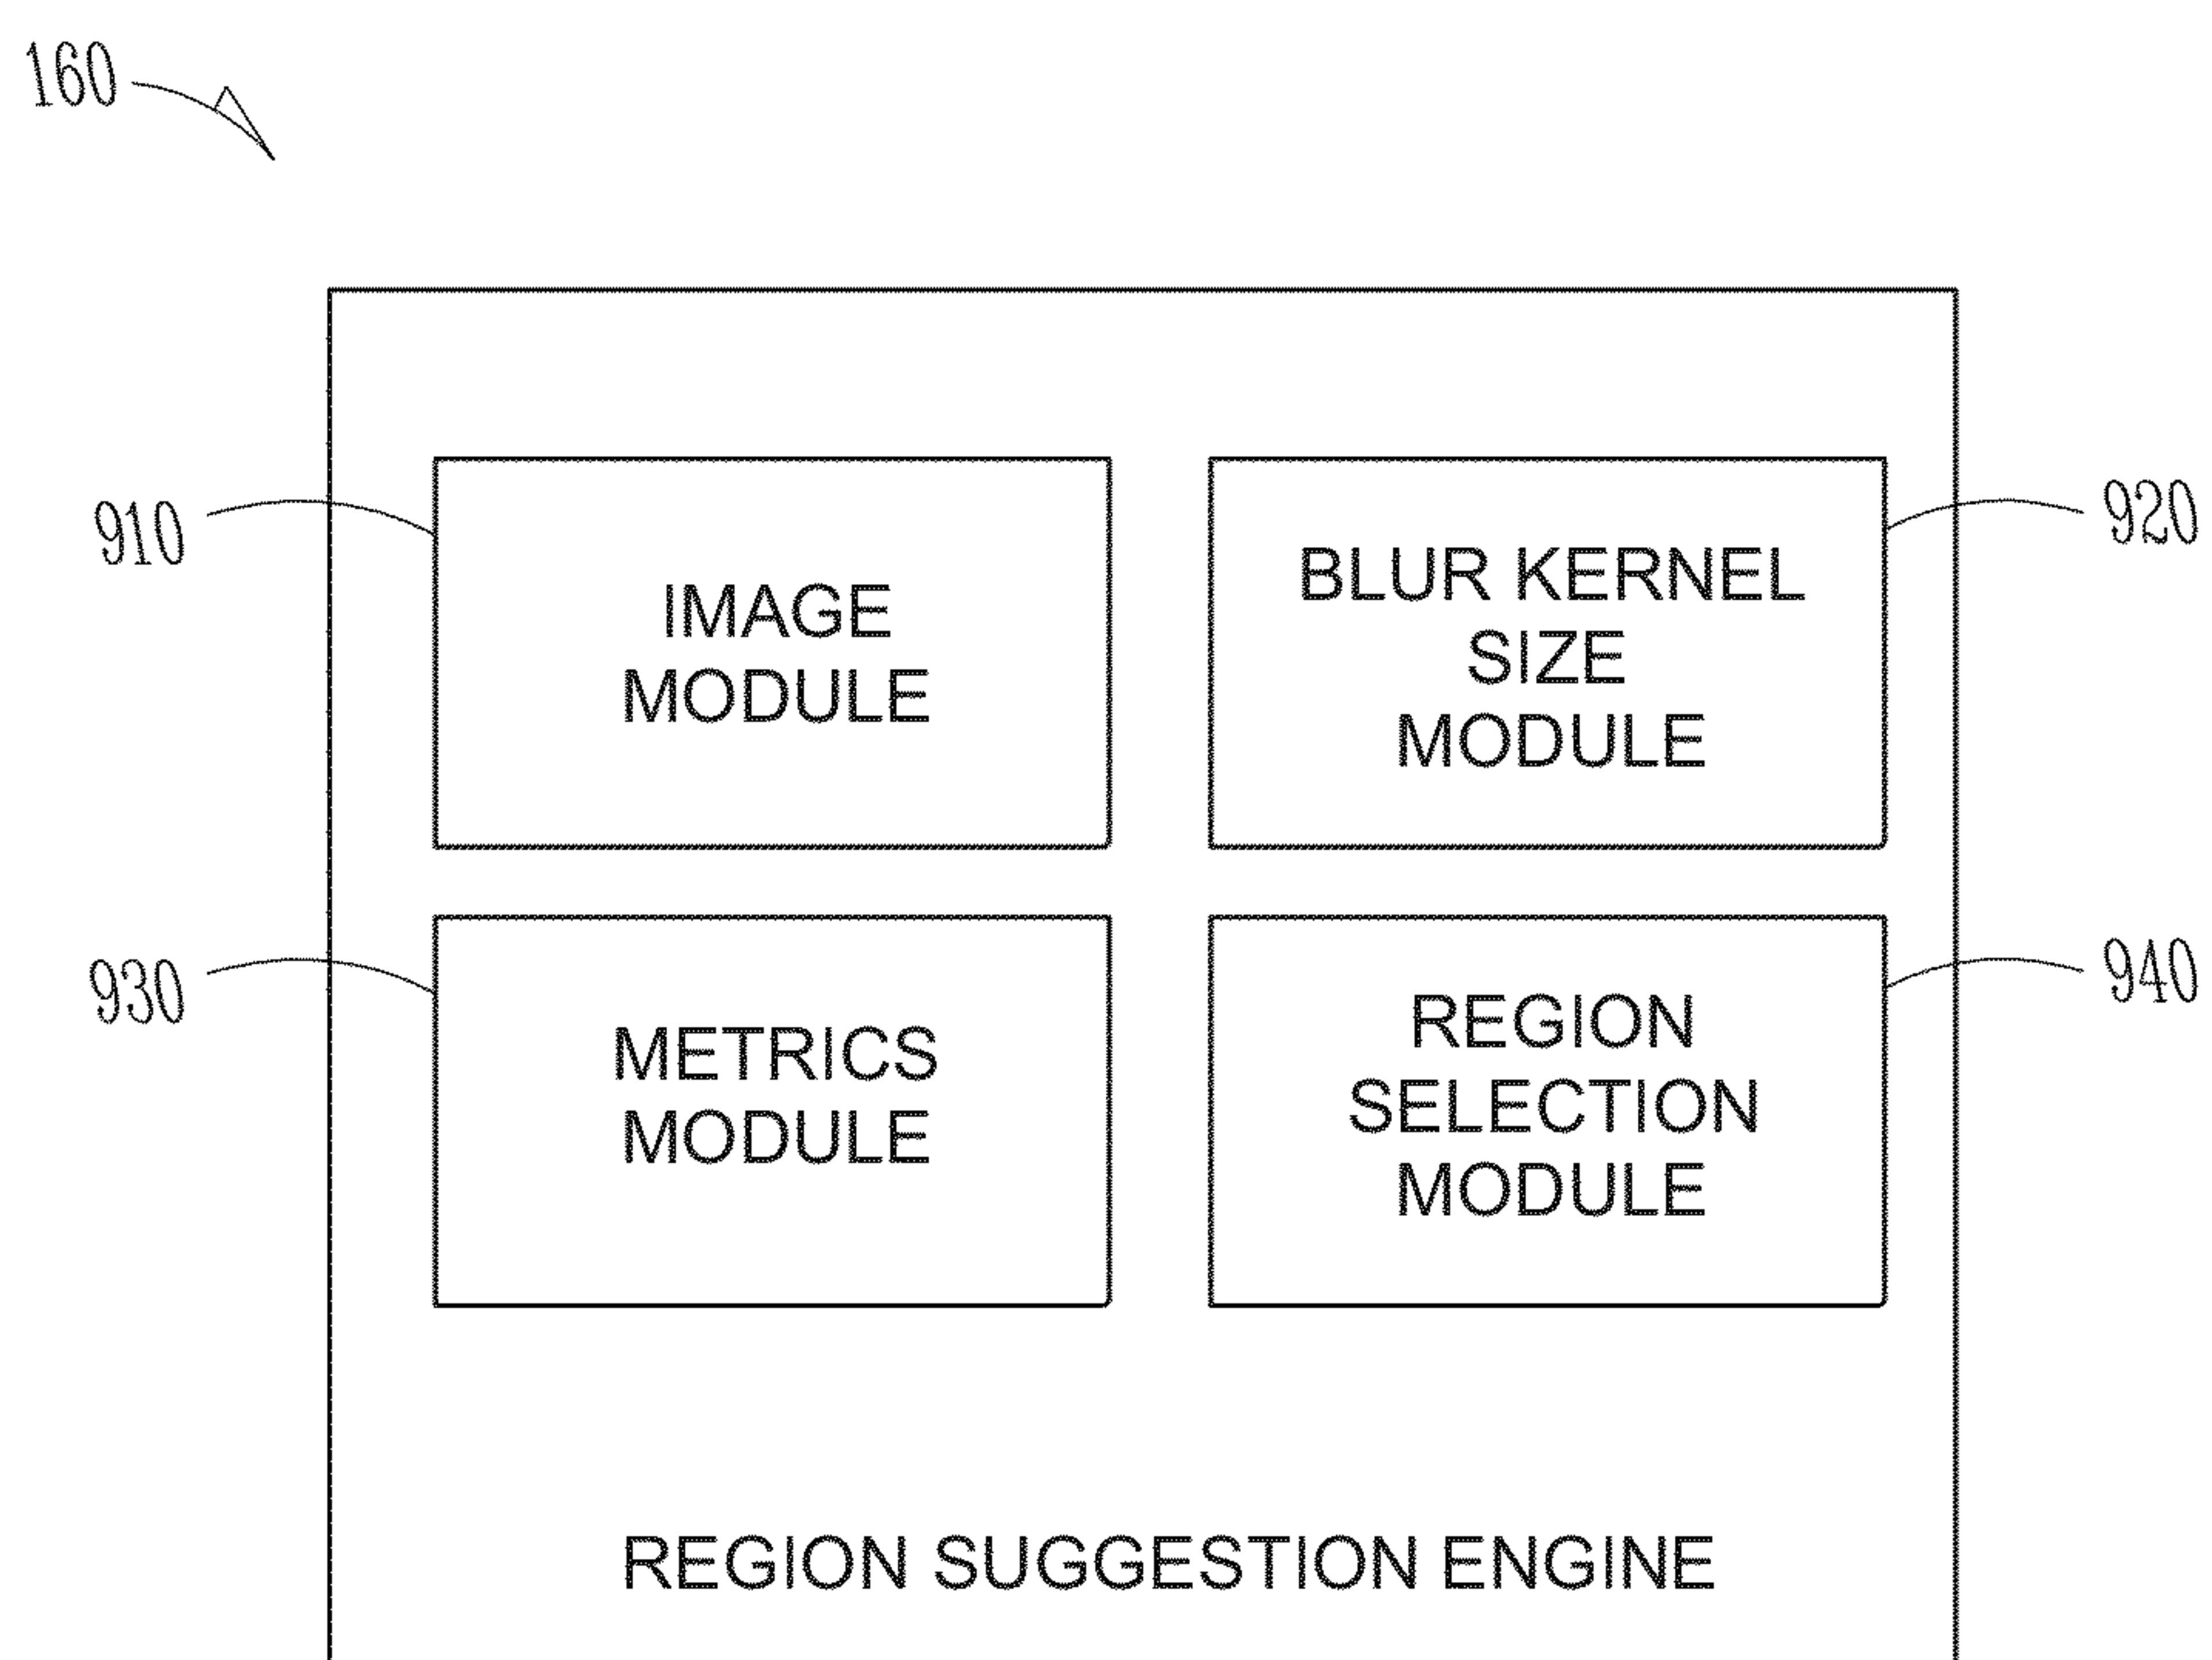 160
910
IMAGE
MODULE
920
BLUR KERNEL
SIZE
MODULE
930
METRICS
MODULE
940
REGION
SELECTION
MODULE
REGION SUGGESTION ENGINE